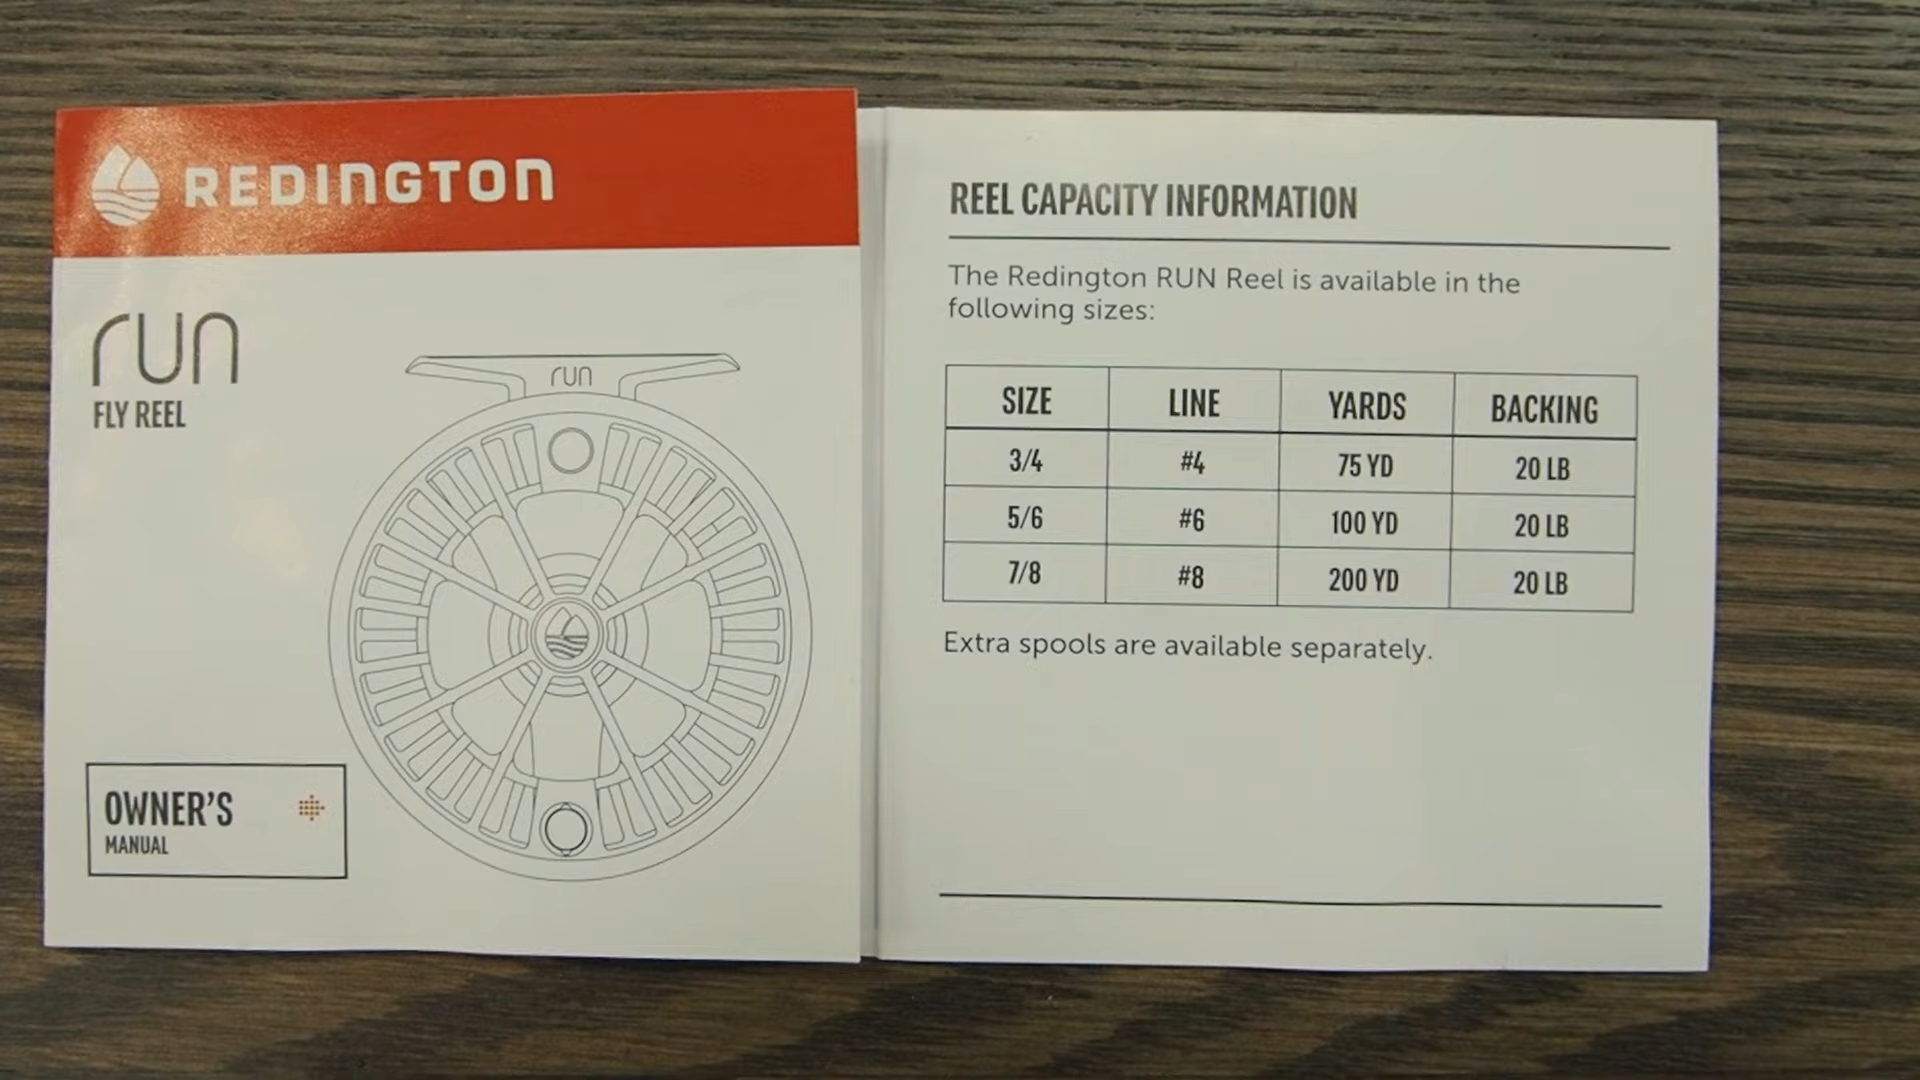 REDINGTON
run
FLY REEL
run
OWNER'S
MANUAL
REEL CAPACITY INFORMATION
The Redington RUN Reel is available in the
following sizes:
SIZE LINE YARDS BACKING
3/4 #4 75 YD 20 LB
5/6 #6 100 YD 20 LB
7/8 #8 200 YD 20 LB
Extra spools are available separately.